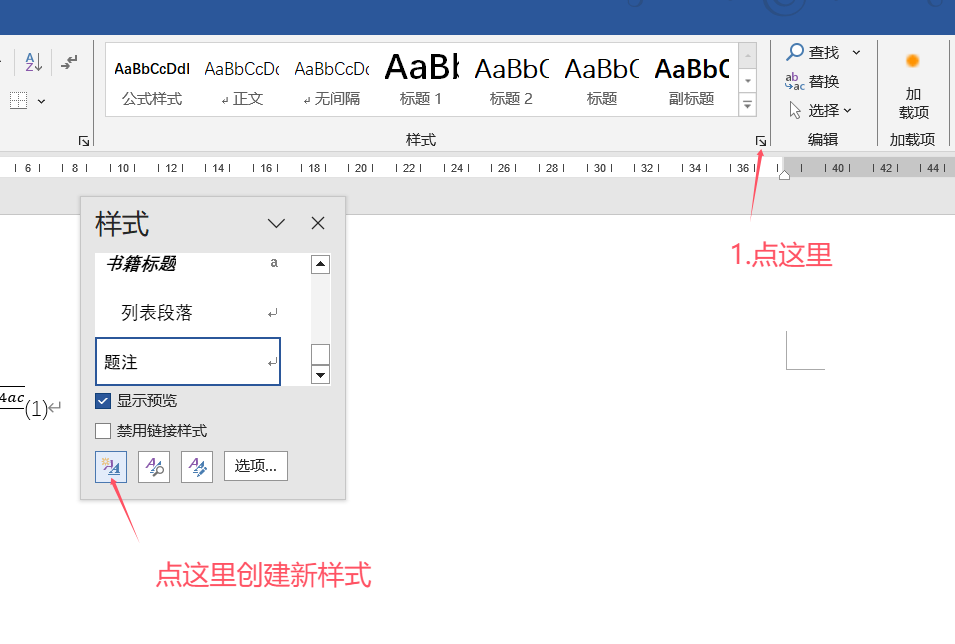 AaBbCcDdI AaBbCcDc AaBbCcDc AaBb AaBbC AaBbC AaBbC 查找
公式样式 ↲正文 ↲无间隔 标题 1 标题 2 标题 副标题 替换
选择
加
载项
样式 编辑 加载项
6 8 10 12 14 16 18 20 22 24 26 28 30 32 34 36 40 42 44
样式
1.点这里
书籍标题 a
列表段落 ↵
题注 ↵
4ac
(1)↵
显示预览
禁用链接样式
选项...
点这里创建新样式